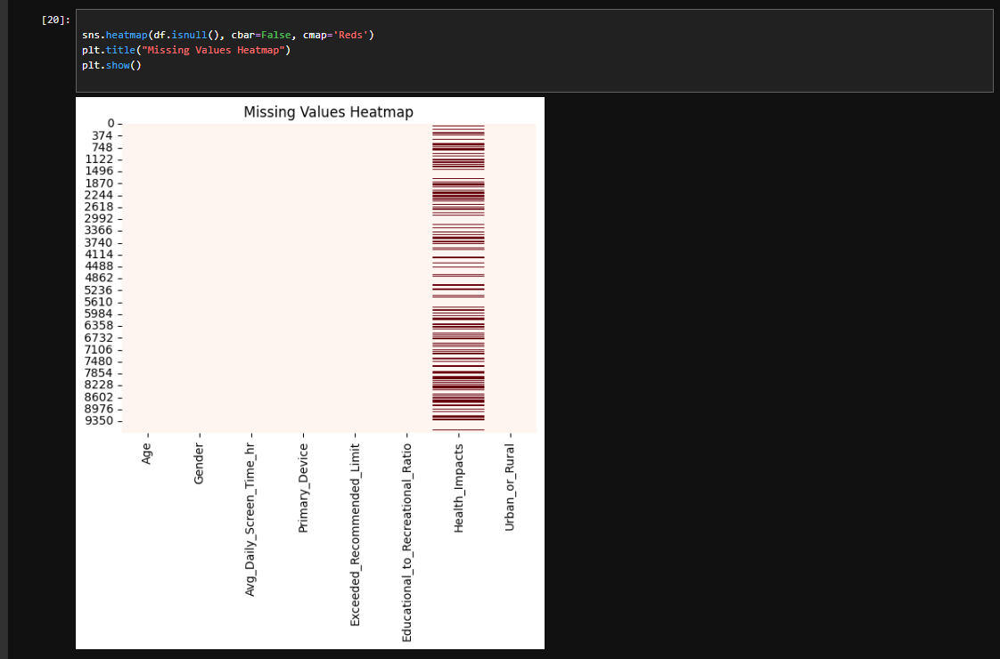 [20]:
sns.heatmap(df.isnull(), cbar=False, cmap='Reds')
plt.title("Missing Values Heatmap")
plt.show()
Missing Values Heatmap
0
374
748
1122
1496
1870
2244
2618
2992
3366
3740
4114
4488
4862
5236
5610
5984
6358
6732
7106
7480
7854
8228
8602
8976
9350
Age
Gender
Avg_Daily_Screen_Time_hr
Primary_Device
Exceeded_Recommended_Limit
Educational_to_Recreational_Ratio
Health_Impacts
Urban_or_Rural